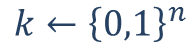 k ← {0,1}ⁿ